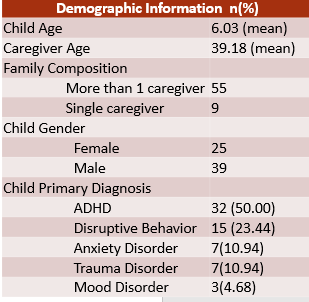 Demographic Information n(%)
Child Age 6.03 (mean)
Caregiver Age 39.18 (mean)
Family Composition
More than 1 caregiver 55
Single caregiver 9
Child Gender
Female 25
Male 39
Child Primary Diagnosis
ADHD 32 (50.00)
Disruptive Behavior 15 (23.44)
Anxiety Disorder 7(10.94)
Trauma Disorder 7(10.94)
Mood Disorder 3(4.68)